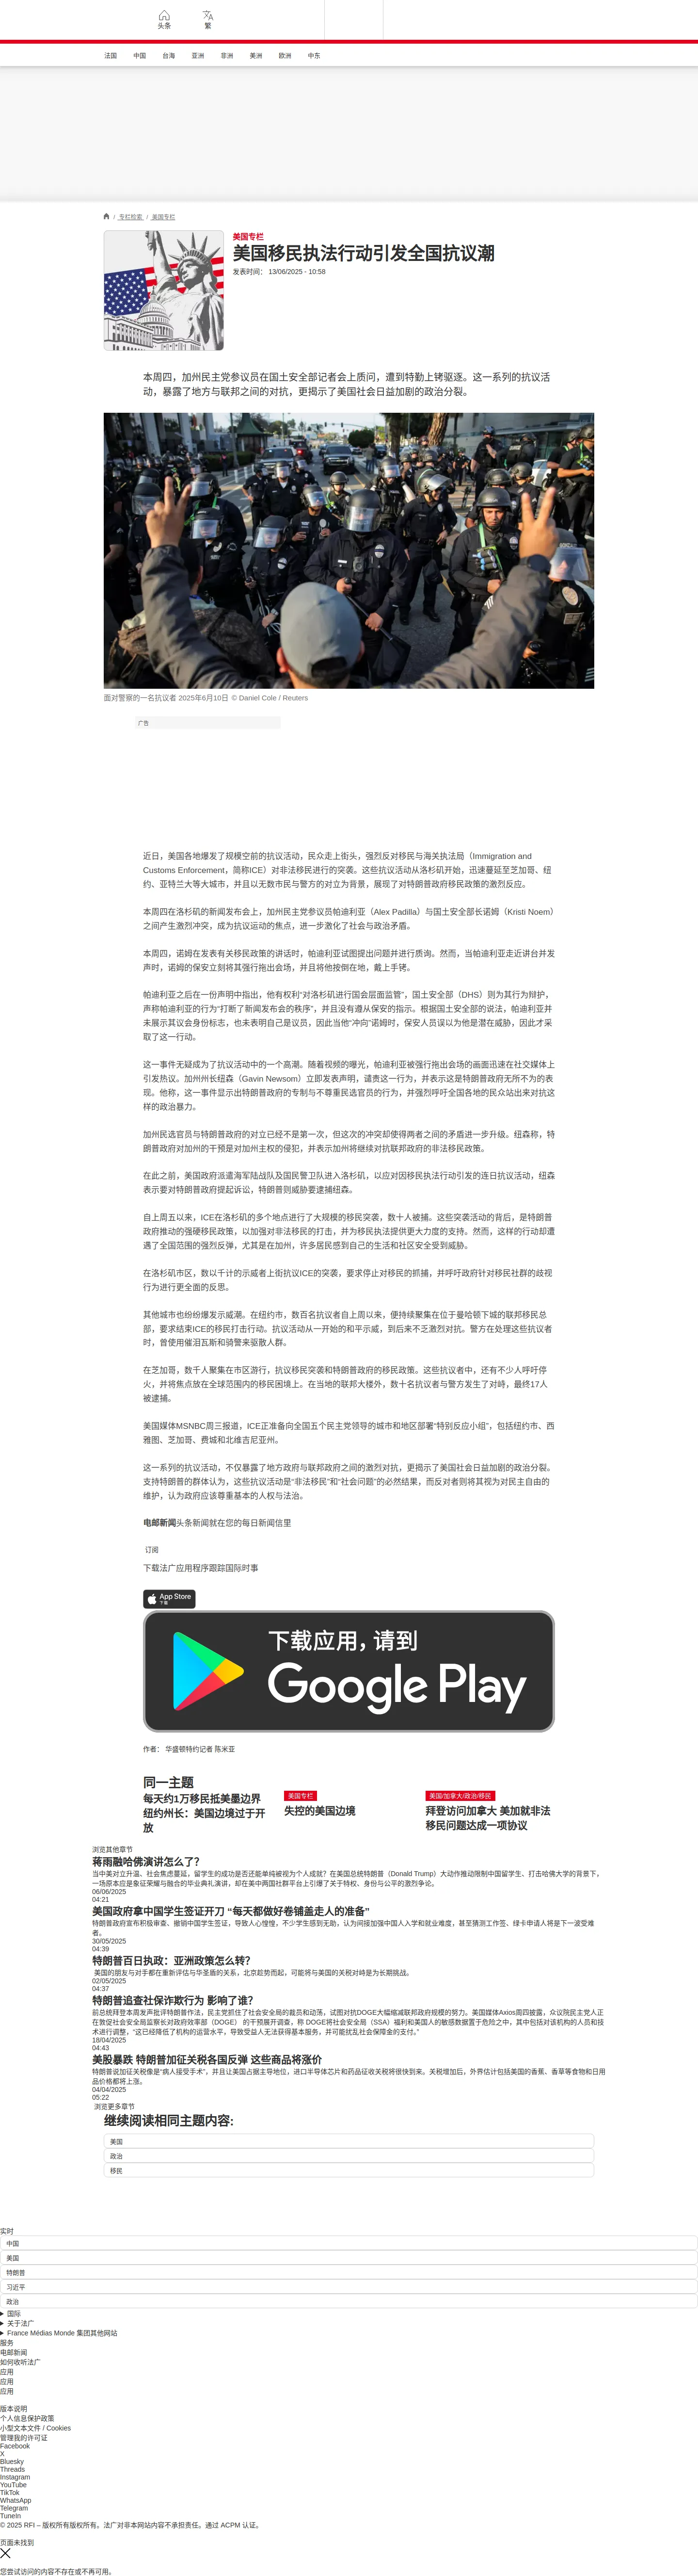 头条
繁
法国 中国 台海 亚洲 非洲 美洲 欧洲 中东
/ 专栏检索 / 美国专栏
美国专栏
美国移民执法行动引发全国抗议潮
发表时间： 13/06/2025 - 10:58
本周四，加州民主党参议员在国土安全部记者会上质问，遭到特勤上铐驱逐。这一系列的抗议活
动，暴露了地方与联邦之间的对抗，更揭示了美国社会日益加剧的政治分裂。
面对警察的一名抗议者 2025年6月10日 © Daniel Cole / Reuters
广告
近日，美国各地爆发了规模空前的抗议活动，民众走上街头，强烈反对移民与海关执法局（Immigration and
Customs Enforcement，简称ICE）对非法移民进行的突袭。这些抗议活动从洛杉矶开始，迅速蔓延至芝加哥、纽
约、亚特兰大等大城市，并且以无数市民与警方的对立为背景，展现了对特朗普政府移民政策的激烈反应。
本周四在洛杉矶的新闻发布会上，加州民主党参议员帕迪利亚（Alex Padilla）与国土安全部长诺姆（Kristi Noem）
之间产生激烈冲突，成为抗议运动的焦点，进一步激化了社会与政治矛盾。
本周四，诺姆在发表有关移民政策的讲话时，帕迪利亚试图提出问题并进行质询。然而，当帕迪利亚走近讲台并发
声时，诺姆的保安立刻将其强行拖出会场，并且将他按倒在地，戴上手铐。
帕迪利亚之后在一份声明中指出，他有权利“对洛杉矶进行国会层面监管”，国土安全部（DHS）则为其行为辩护，
声称帕迪利亚的行为“打断了新闻发布会的秩序”，并且没有遵从保安的指示。根据国土安全部的说法，帕迪利亚并
未展示其议会身份标志，也未表明自己是议员，因此当他“冲向”诺姆时，保安人员误以为他是潜在威胁，因此才采
取了这一行动。
这一事件无疑成为了抗议活动中的一个高潮。随着视频的曝光，帕迪利亚被强行拖出会场的画面迅速在社交媒体上
引发热议。加州州长纽森（Gavin Newsom）立即发表声明，谴责这一行为，并表示这是特朗普政府无所不为的表
现。他称，这一事件显示出特朗普政府的专制与不尊重民选官员的行为，并强烈呼吁全国各地的民众站出来对抗这
样的政治暴力。
加州民选官员与特朗普政府的对立已经不是第一次，但这次的冲突却使得两者之间的矛盾进一步升级。纽森称，特
朗普政府对加州的干预是对加州主权的侵犯，并表示加州将继续对抗联邦政府的非法移民政策。
在此之前，美国政府派遣海军陆战队及国民警卫队进入洛杉矶，以应对因移民执法行动引发的连日抗议活动，纽森
表示要对特朗普政府提起诉讼，特朗普则威胁要逮捕纽森。
自上周五以来，ICE在洛杉矶的多个地点进行了大规模的移民突袭，数十人被捕。这些突袭活动的背后，是特朗普
政府推动的强硬移民政策，以加强对非法移民的打击，并为移民执法提供更大力度的支持。然而，这样的行动却遭
遇了全国范围的强烈反弹，尤其是在加州，许多居民感到自己的生活和社区安全受到威胁。
在洛杉矶市区，数以千计的示威者上街抗议ICE的突袭，要求停止对移民的抓捕，并呼吁政府针对移民社群的歧视
行为进行更全面的反思。
其他城市也纷纷爆发示威潮。在纽约市，数百名抗议者自上周以来，便持续聚集在位于曼哈顿下城的联邦移民总
部，要求结束ICE的移民打击行动。抗议活动从一开始的和平示威，到后来不乏激烈对抗。警方在处理这些抗议者
时，曾使用催泪瓦斯和骑警来驱散人群。
在芝加哥，数千人聚集在市区游行，抗议移民突袭和特朗普政府的移民政策。这些抗议者中，还有不少人呼吁停
火，并将焦点放在全球范围内的移民困境上。在当地的联邦大楼外，数十名抗议者与警方发生了对峙，最终17人
被逮捕。
美国媒体MSNBC周三报道，ICE正准备向全国五个民主党领导的城市和地区部署“特别反应小组”，包括纽约市、西
雅图、芝加哥、费城和北维吉尼亚州。
这一系列的抗议活动，不仅暴露了地方政府与联邦政府之间的激烈对抗，更揭示了美国社会日益加剧的政治分裂。
支持特朗普的群体认为，这些抗议活动是“非法移民”和“社会问题”的必然结果，而反对者则将其视为对民主自由的
维护，认为政府应该尊重基本的人权与法治。
电邮新闻头条新闻就在您的每日新闻信里
订阅
下载法广应用程序跟踪国际时事
App Store
下载
下载应用，请到
Google Play
作者： 华盛顿特约记者 陈米亚
同一主题
每天约1万移民抵美墨边界
纽约州长：美国边境过于开
放
美国专栏
失控的美国边境
美国/加拿大/政治/移民
拜登访问加拿大 美加就非法
移民问题达成一项协议
浏览其他章节
蒋雨融哈佛演讲怎么了？
当中美对立升温、社会焦虑蔓延，留学生的成功是否还能单纯被视为个人成就？在美国总统特朗普（Donald Trump）大动作推动限制中国留学生、打击哈佛大学的背景下，
一场原本应是象征荣耀与融合的毕业典礼演讲，却在美中两国社群平台上引爆了关于特权、身份与公平的激烈争论。
06/06/2025
04:21
美国政府拿中国学生签证开刀 “每天都做好卷铺盖走人的准备”
特朗普政府宣布积极审查、撤销中国学生签证，导致人心惶惶，不少学生感到无助，认为间接加强中国人入学和就业难度，甚至猜测工作签、绿卡申请人将是下一波受难
者。
30/05/2025
04:39
特朗普百日执政：亚洲政策怎么转？
美国的朋友与对手都在重新评估与华圣盾的关系，北京趁势而起，可能将与美国的关税对峙是为长期挑战。
02/05/2025
04:37
特朗普追查社保诈欺行为 影响了谁？
前总统拜登本周发声批评特朗普作法，民主党抓住了社会安全局的裁员和动荡，试图对抗DOGE大幅缩减联邦政府规模的努力。美国媒体Axios周四披露，众议院民主党人正
在敦促社会安全局监察长对政府效率部（DOGE） 的干预展开调查，称 DOGE将社会安全局（SSA）福利和美国人的敏感数据置于危险之中，其中包括对该机构的人员和技
术进行调整，“这已经降低了机构的运营水平，导致受益人无法获得基本服务，并可能扰乱社会保障金的支付。”
18/04/2025
04:43
美股暴跌 特朗普加征关税各国反弹 这些商品将涨价
特朗普说加征关税像是“病人接受手术”，并且让美国占据主导地位，进口半导体芯片和药品征收关税将很快到来。关税增加后，外界估计包括美国的香蕉、香草等食物和日用
品价格都将上涨。
04/04/2025
05:22
浏览更多章节
继续阅读相同主题内容:
美国
政治
移民
实时
中国
美国
特朗普
习近平
政治
国际
关于法广
France Médias Monde 集团其他网站
服务
电邮新闻
如何收听法广
应用
应用
应用
版本说明
个人信息保护政策
小型文本文件 / Cookies
管理我的许可证
Facebook
X
Bluesky
Threads
Instagram
YouTube
TikTok
WhatsApp
Telegram
TuneIn
© 2025 RFI – 版权所有版权所有。法广对非本网站内容不承担责任。通过 ACPM 认证。
页面未找到
您尝试访问的内容不存在或不再可用。